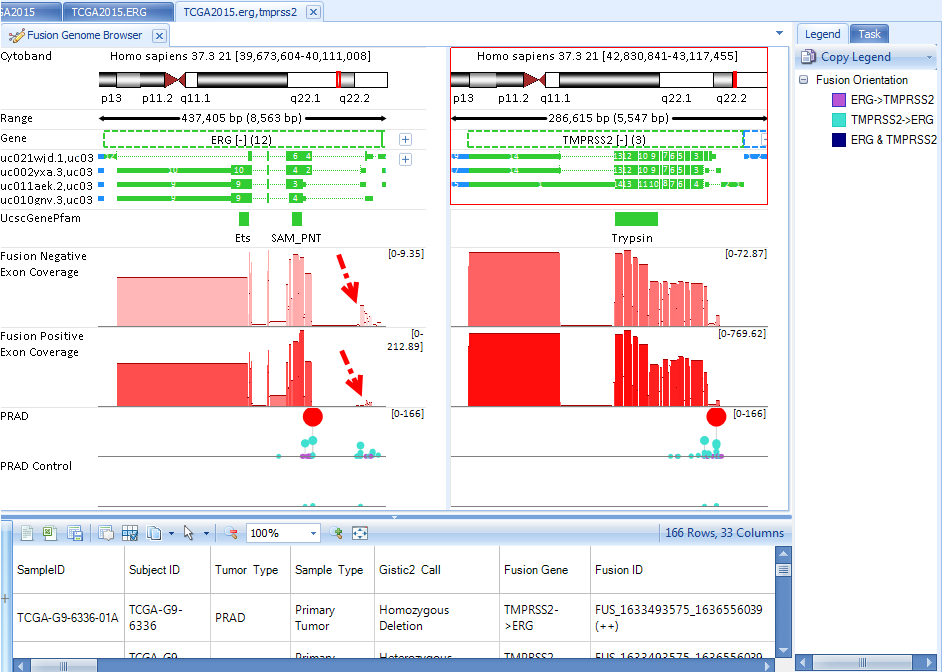 A2015
TCGA2015.ERG
TCGA2015.erg,tmprss2
Fusion Genome Browser
Legend
Task
Copy Legend
Fusion Orientation
ERG->TMPRSS2
TMPRSS2->ERG
ERG & TMPRSS2
Cytoband
Homo sapiens 37.3 21 [39,673,604-40,111,008]
Homo sapiens 37.3 21 [42,830,841-43,117,455]
p13 p11.2 q11.1 q22.1 q22.2
p13 p11.2 q11.1 q22.1 q22.2
Range
437,405 bp (8,563 bp)
286,615 bp (5,547 bp)
Gene
ERG [-] (12)
TMPRSS2 [-] (3)
uc021wjd.1,uc03
uc002yxa.3,uc03
uc011aek.2,uc03
uc010gnv.3,uc03
UcscGenePfam
Ets
SAM_PNT
Trypsin
Fusion Negative
Exon Coverage
[0-9.35]
[0-72.87]
Fusion Positive
Exon Coverage
[0-
212.89]
[0-769.62]
PRAD
[0-166]
[0-166]
PRAD Control
100%
166 Rows, 33 Columns
SampleID
Subject ID
Tumor Type
Sample Type
Gistic2 Call
Fusion Gene
Fusion ID
TCGA-G9-6336-01A
TCGA-G9-
6336
PRAD
Primary
Tumor
Homozygous
Deletion
TMPRSS2-
>ERG
FUS_1633493575_1636556039
(++)